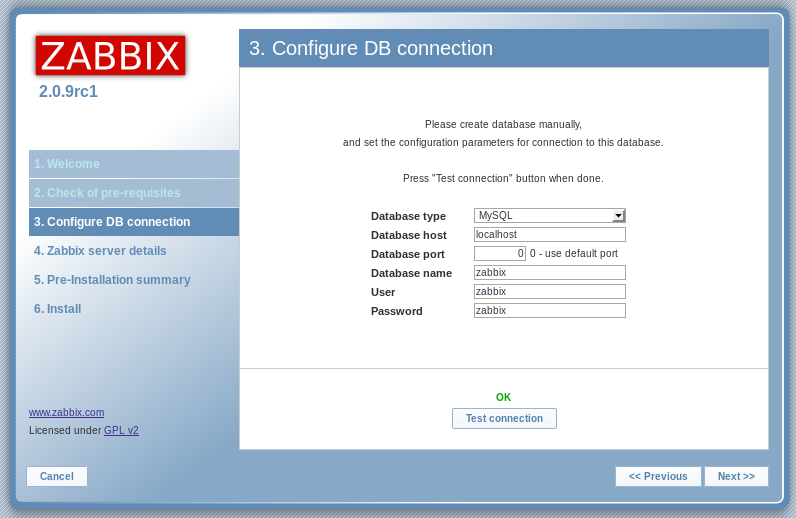 ZABBIX
2.0.9rc1
1. Welcome
2. Check of pre-requisites
3. Configure DB connection
4. Zabbix server details
5. Pre-Installation summary
6. Install
www.zabbix.com
Licensed under GPL v2
3. Configure DB connection
Please create database manually,
and set the configuration parameters for connection to this database.
Press "Test connection" button when done.
Database type MySQL
Database host localhost
Database port 0 0 - use default port
Database name zabbix
User zabbix
Password zabbix
OK
Test connection
Cancel << Previous Next >>